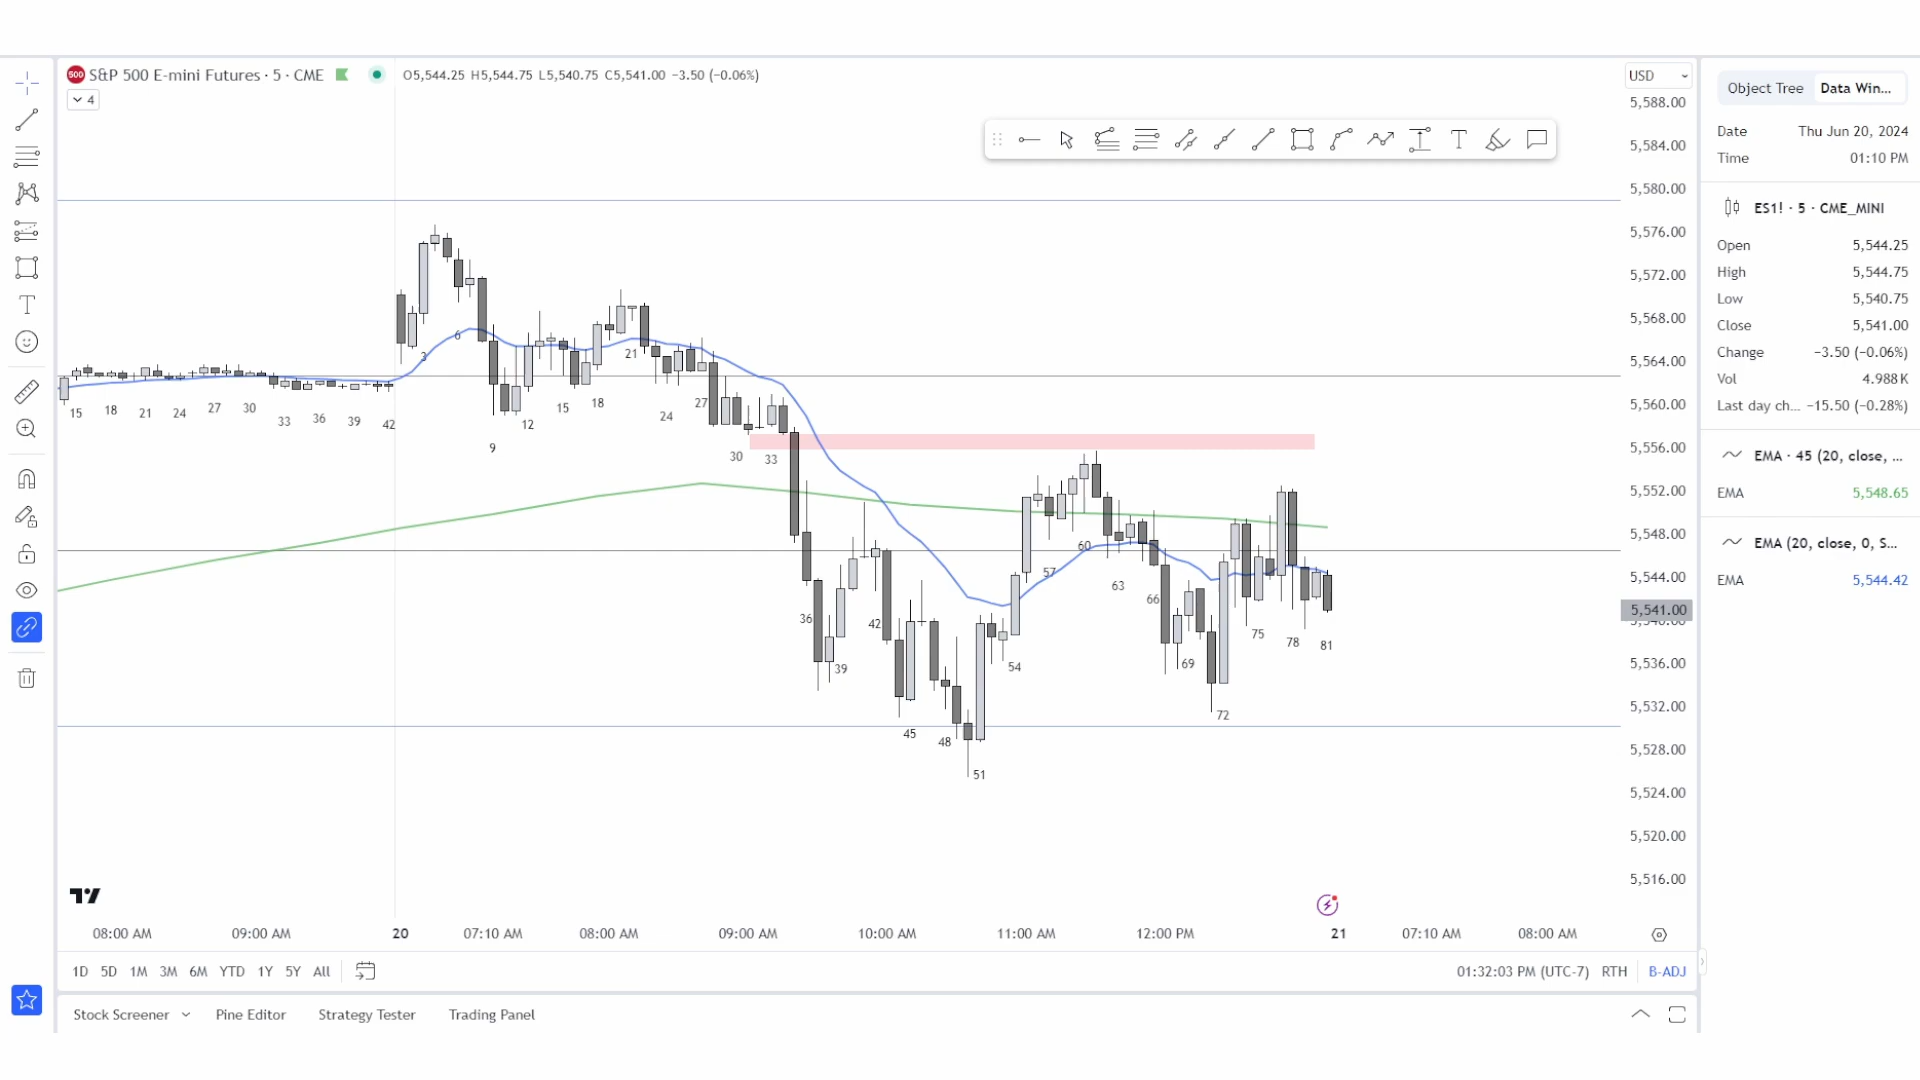 500 S&P 500 E-mini Futures · 5 · CME O5,544.25 H5,544.75 L5,540.75 C5,541.00 −3.50 (−0.06%)
4
USD
5,588.00
5,584.00
5,580.00
5,576.00
5,572.00
5,568.00
5,564.00
5,560.00
5,556.00
5,552.00
5,548.00
5,544.00
5,541.00
5,540.00
5,536.00
5,532.00
5,528.00
5,524.00
5,520.00
5,516.00
15 18 21 24 27 30 33 36 39 42
3 6 9 12 15 18 21 24 27 30 33 36 39 42 45 48 51 54 57 60 63 66 69 72 75 78 81
08:00 AM 09:00 AM 20 07:10 AM 08:00 AM 09:00 AM 10:00 AM 11:00 AM 12:00 PM 21 07:10 AM 08:00 AM
1D 5D 1M 3M 6M YTD 1Y 5Y All
01:32:03 PM (UTC-7) RTH B-ADJ
Stock Screener Pine Editor Strategy Tester Trading Panel
Object Tree Data Win...
Date Thu Jun 20, 2024
Time 01:10 PM
ES1! · 5 · CME_MINI
Open 5,544.25
High 5,544.75
Low 5,540.75
Close 5,541.00
Change −3.50 (−0.06%)
Vol 4.988K
Last day ch... −15.50 (−0.28%)
EMA · 45 (20, close, ...
EMA 5,548.65
EMA (20, close, 0, S...
EMA 5,544.42